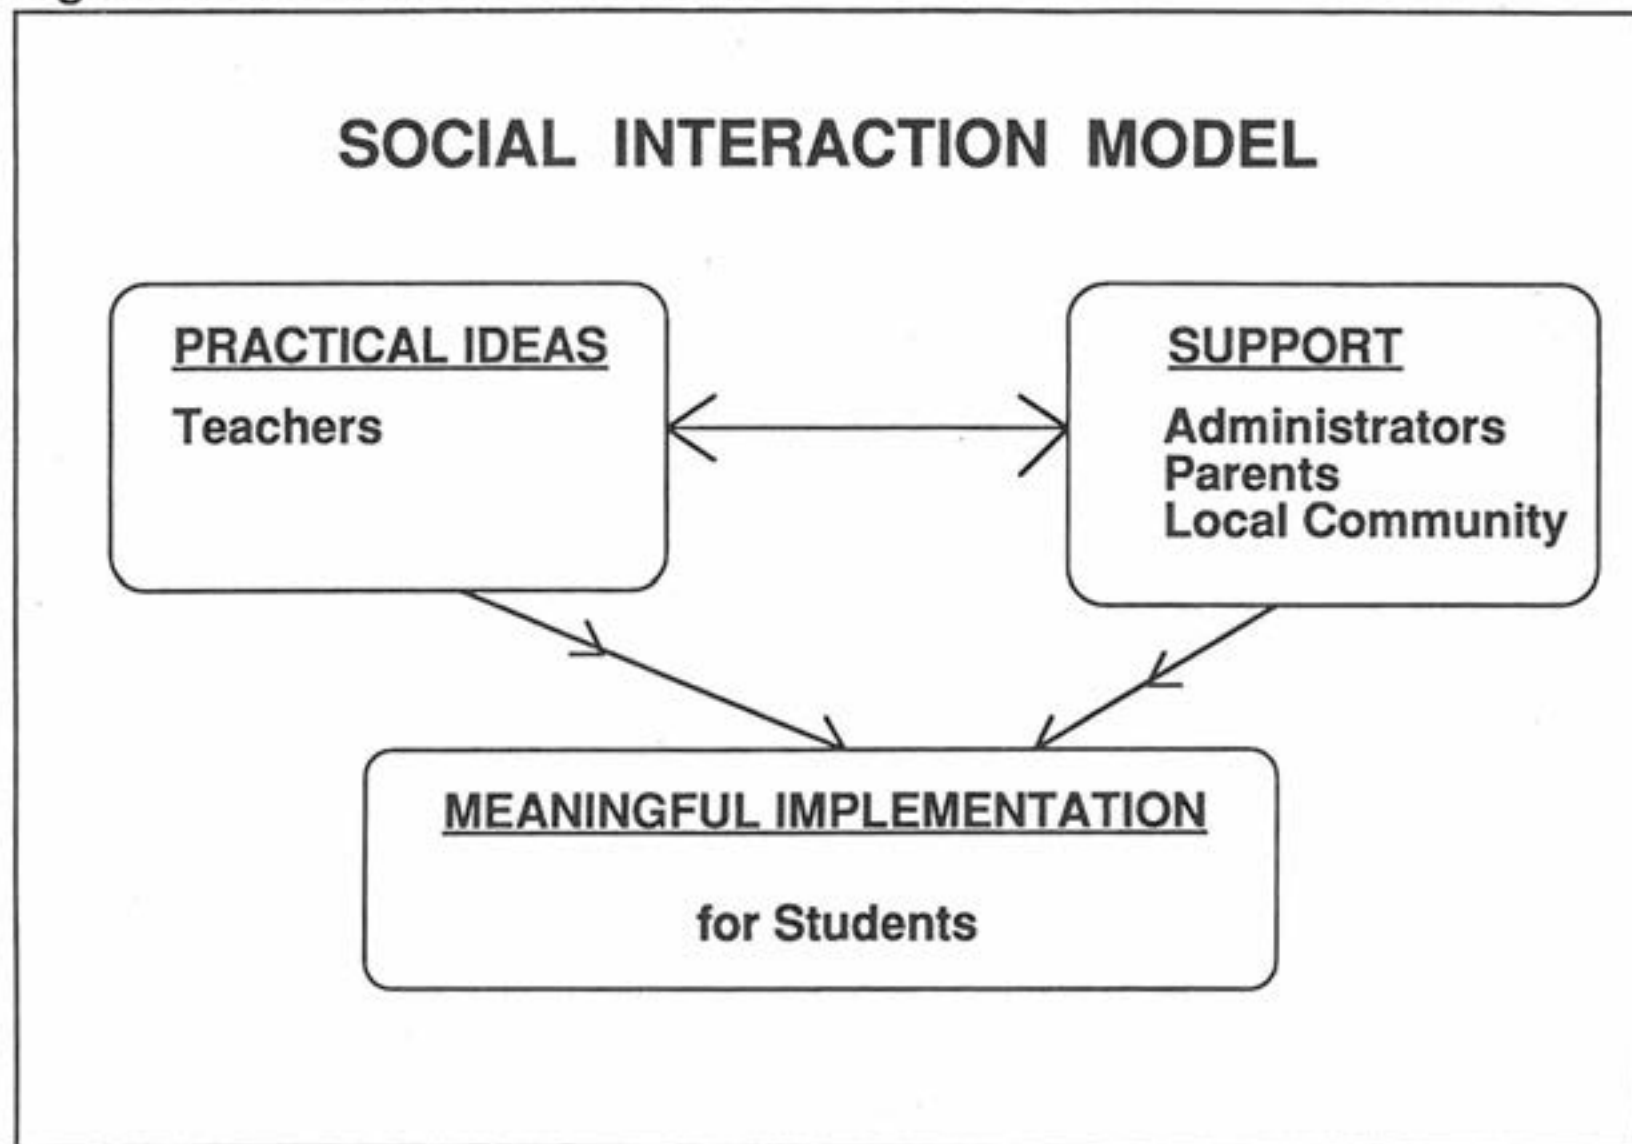 SOCIAL INTERACTION MODEL
PRACTICAL IDEAS
Teachers
SUPPORT
Administrators
Parents
Local Community
MEANINGFUL IMPLEMENTATION
for Students